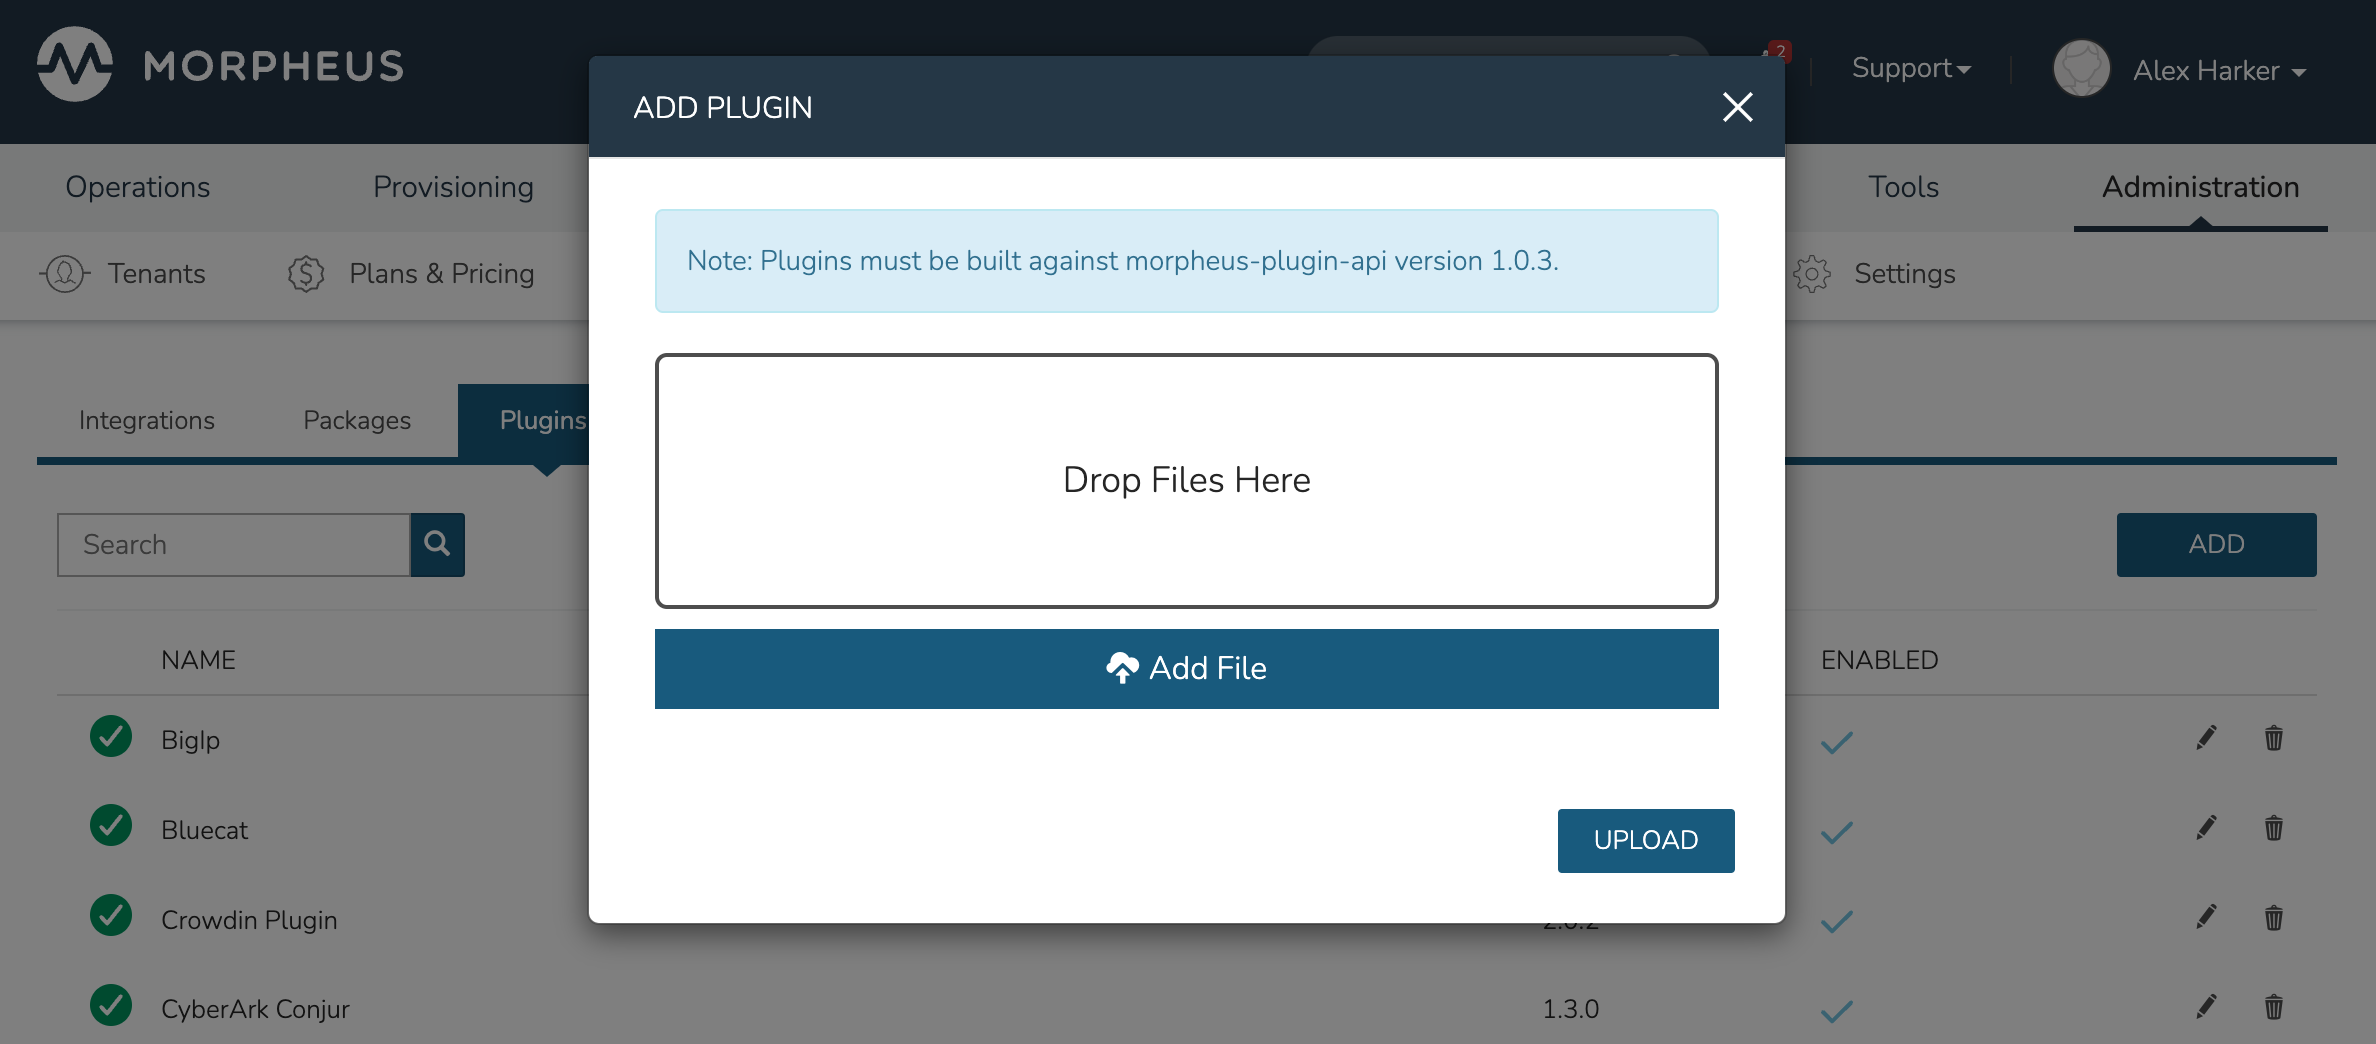 MORPHEUS
2
Support
Alex Harker
ADD PLUGIN
Operations
Provisioning
Tools
Administration
Tenants
Plans & Pricing
Settings
Note: Plugins must be built against morpheus-plugin-api version 1.0.3.
Integrations
Packages
Plugins
Drop Files Here
Search
ADD
NAME
ENABLED
Add File
BigIp
Bluecat
UPLOAD
Crowdin Plugin
CyberArk Conjur
1.3.0